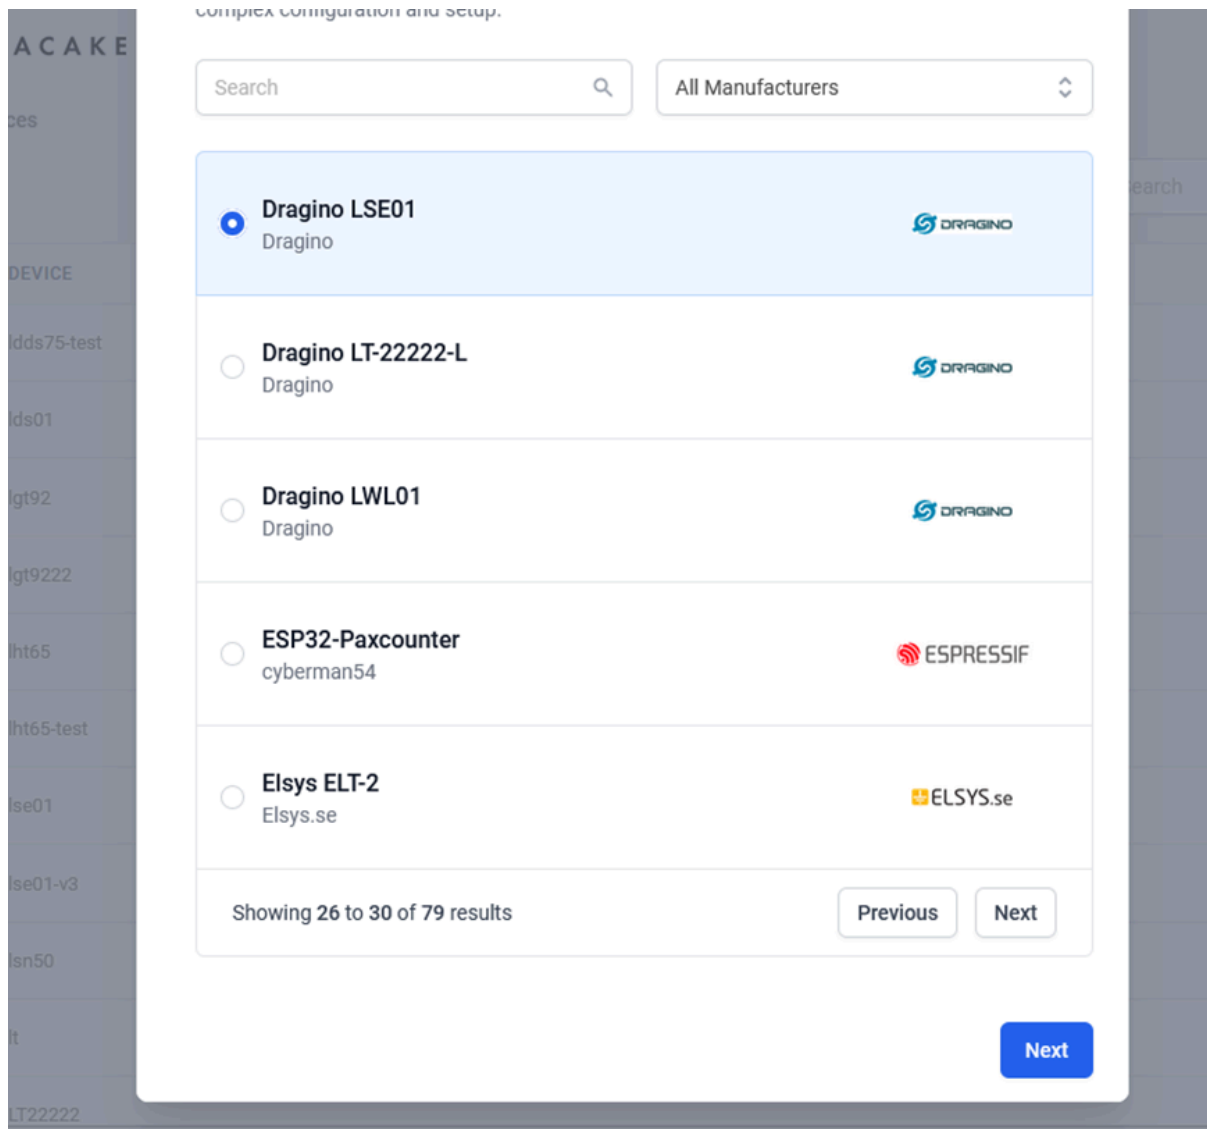 complex configuration and setup.
ACAKE
Search
All Manufacturers
ces
Dragino LSE01
Dragino
DRAGINO
earch
DEVICE
Dragino LT-22222-L
Dragino
DRAGINO
ldds75-test
lds01
Dragino LWL01
Dragino
DRAGINO
lgt92
lgt9222
ESP32-Paxcounter
cyberman54
ESPRESSIF
lht65
lht65-test
Elsys ELT-2
Elsys.se
ELSYS.se
lse01
lse01-v3
Showing 26 to 30 of 79 results
Previous
Next
lsn50
lt
Next
LT22222